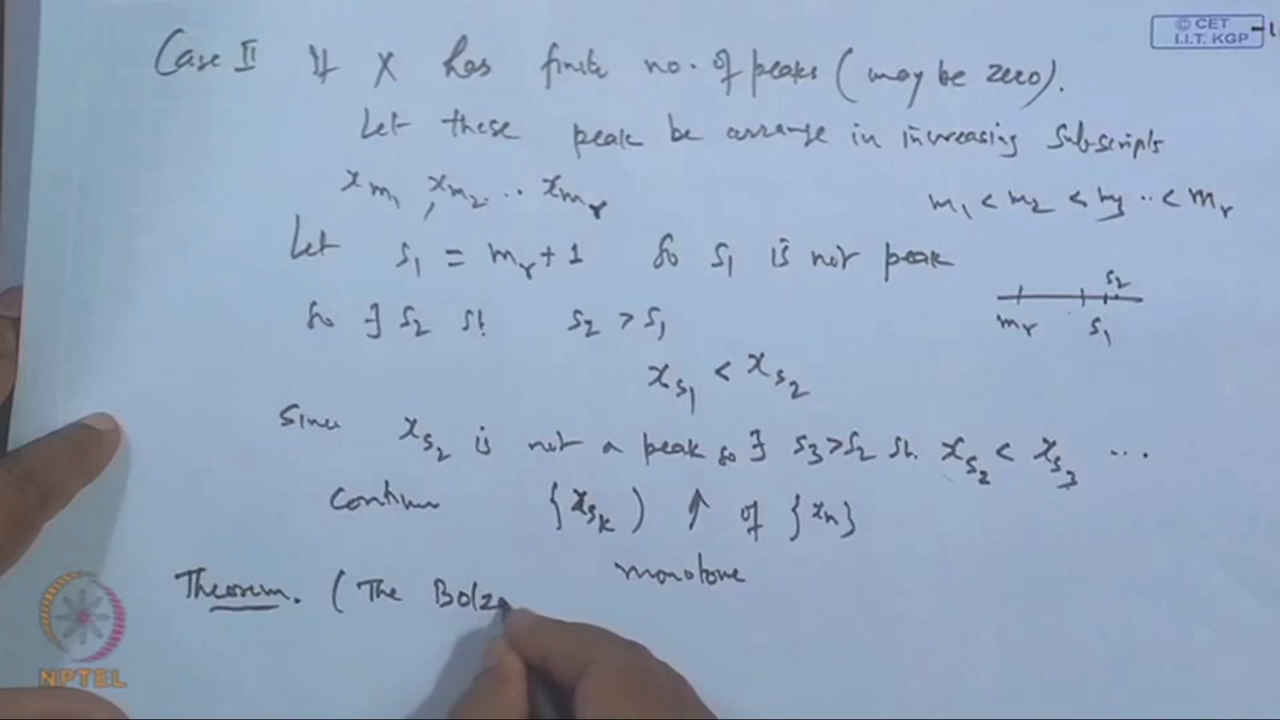 © CET
I.I.T. KGP
Case II If X has finite no. of peaks (may be zero).
Let these peak be arrange in increasing Subscripts
x_{m_1}, x_{m_2} .. x_{m_r} m_1 < m_2 < m_3 .. < m_r
Let s_1 = m_r + 1 So s_1 is not peak
m_r s_1 s_2
So ∃ s_2 st s_2 > s_1
x_{s_1} < x_{s_2}
Since x_{s_2} is not a peak so ∃ s_3 > s_2 st. x_{s_2} < x_{s_3} ...
Continue {x_{s_k}) ↑ of {x_n}
monotone
Theorem. (The Bolz
NPTEL